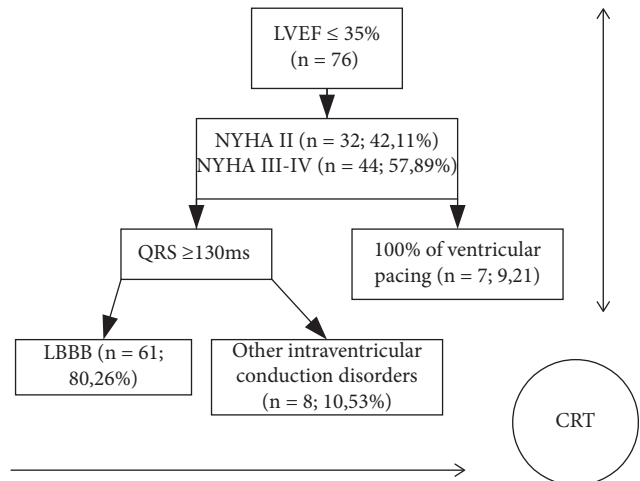 LVEF ≤ 35%
(n = 76)
NYHA II (n = 32; 42,11%)
NYHA III-IV (n = 44; 57,89%)
QRS ≥130ms
100% of ventricular
pacing (n = 7; 9,21)
LBBB (n = 61;
80,26%)
Other intraventricular
conduction disorders
(n = 8; 10,53%)
CRT